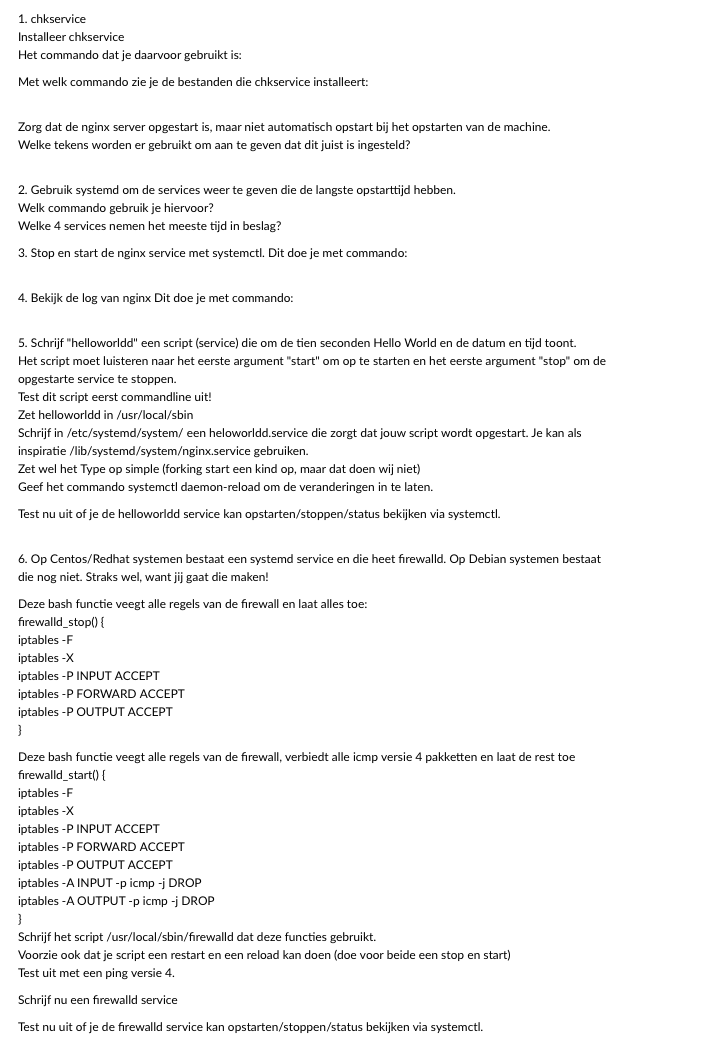 1. chkservice
Installeer chkservice
Het commando dat je daarvoor gebruikt is:
Met welk commando zie je de bestanden die chkservice installeert:
Zorg dat de nginx server opgestart is, maar niet automatisch opstart bij het opstarten van de machine.
Welke tekens worden er gebruikt om aan te geven dat dit juist is ingesteld?
2. Gebruik systemd om de services weer te geven die de langste opstarttijd hebben.
Welk commando gebruik je hiervoor?
Welke 4 services nemen het meeste tijd in beslag?
3. Stop en start de nginx service met systemctl. Dit doe je met commando:
4. Bekijk de log van nginx Dit doe je met commando:
5. Schrijf "helloworldd" een script (service) die om de tien seconden Hello World en de datum en tijd toont.
Het script moet luisteren naar het eerste argument "start" om op te starten en het eerste argument "stop" om de
opgestarte service te stoppen.
Test dit script eerst commandline uit!
Zet helloworldd in /usr/local/sbin
Schrijf in /etc/systemd/system/ een heloworldd.service die zorgt dat jouw script wordt opgestart. Je kan als
inspiratie /lib/systemd/system/nginx.service gebruiken.
Zet wel het Type op simple (forking start een kind op, maar dat doen wij niet)
Geef het commando systemctl daemon-reload om de veranderingen in te laten.
Test nu uit of je de helloworldd service kan opstarten/stoppen/status bekijken via systemctl.
6. Op Centos/Redhat systemen bestaat een systemd service en die heet firewalld. Op Debian systemen bestaat
die nog niet. Straks wel, want jij gaat die maken!
Deze bash functie veegt alle regels van de firewall en laat alles toe:
firewalld_stop() {
iptables -F
iptables -X
iptables -P INPUT ACCEPT
iptables -P FORWARD ACCEPT
iptables -P OUTPUT ACCEPT
}
Deze bash functie veegt alle regels van de firewall, verbiedt alle icmp versie 4 pakketten en laat de rest toe
firewalld_start() {
iptables -F
iptables -X
iptables -P INPUT ACCEPT
iptables -P FORWARD ACCEPT
iptables -P OUTPUT ACCEPT
iptables -A INPUT -p icmp -j DROP
iptables -A OUTPUT -p icmp -j DROP
}
Schrijf het script /usr/local/sbin/firewalld dat deze functies gebruikt.
Voorzie ook dat je script een restart en een reload kan doen (doe voor beide een stop en start)
Test uit met een ping versie 4.
Schrijf nu een firewalld service
Test nu uit of je de firewalld service kan opstarten/stoppen/status bekijken via systemctl.